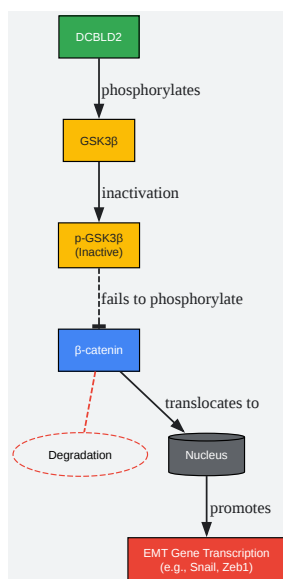 DCBLD2
phosphorylates
GSK3β
inactivation
p-GSK3β
(Inactive)
fails to phosphorylate
β-catenin
translocates to
Degradation
Nucleus
promotes
EMT Gene Transcription
(e.g., Snail, Zeb1)